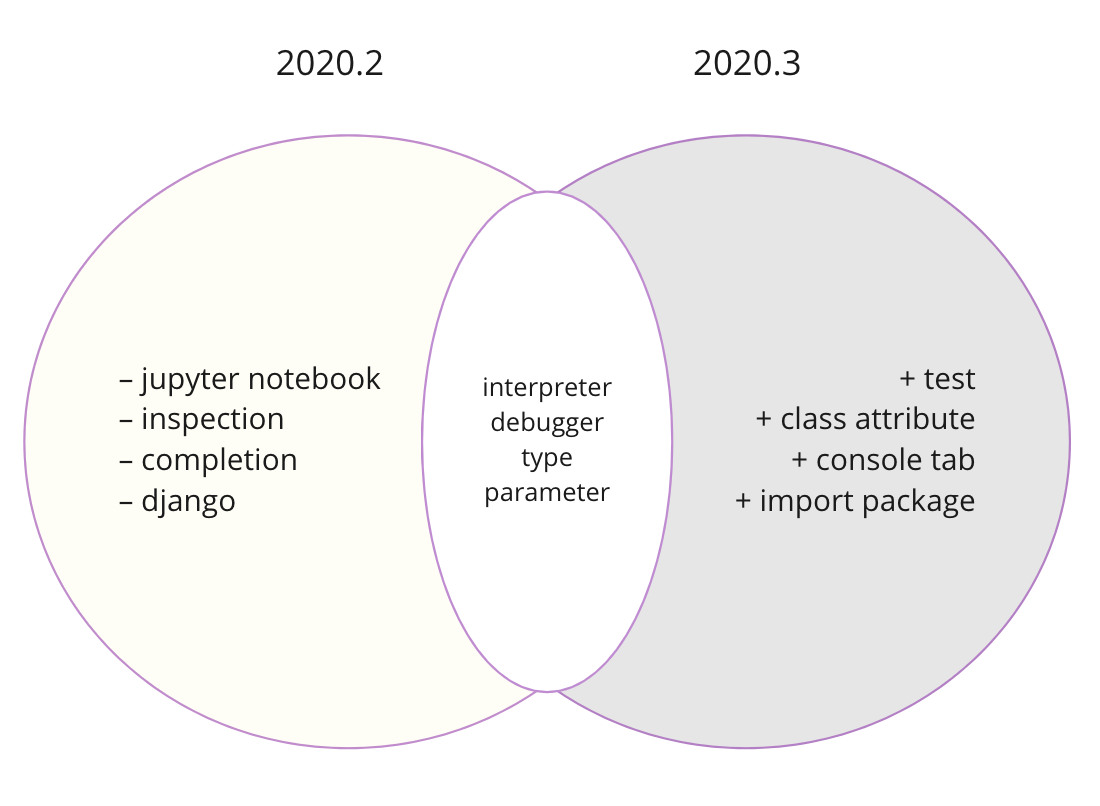 2020.2
2020.3
– jupyter notebook
– inspection
– completion
– django
interpreter
debugger
type
parameter
+ test
+ class attribute
+ console tab
+ import package